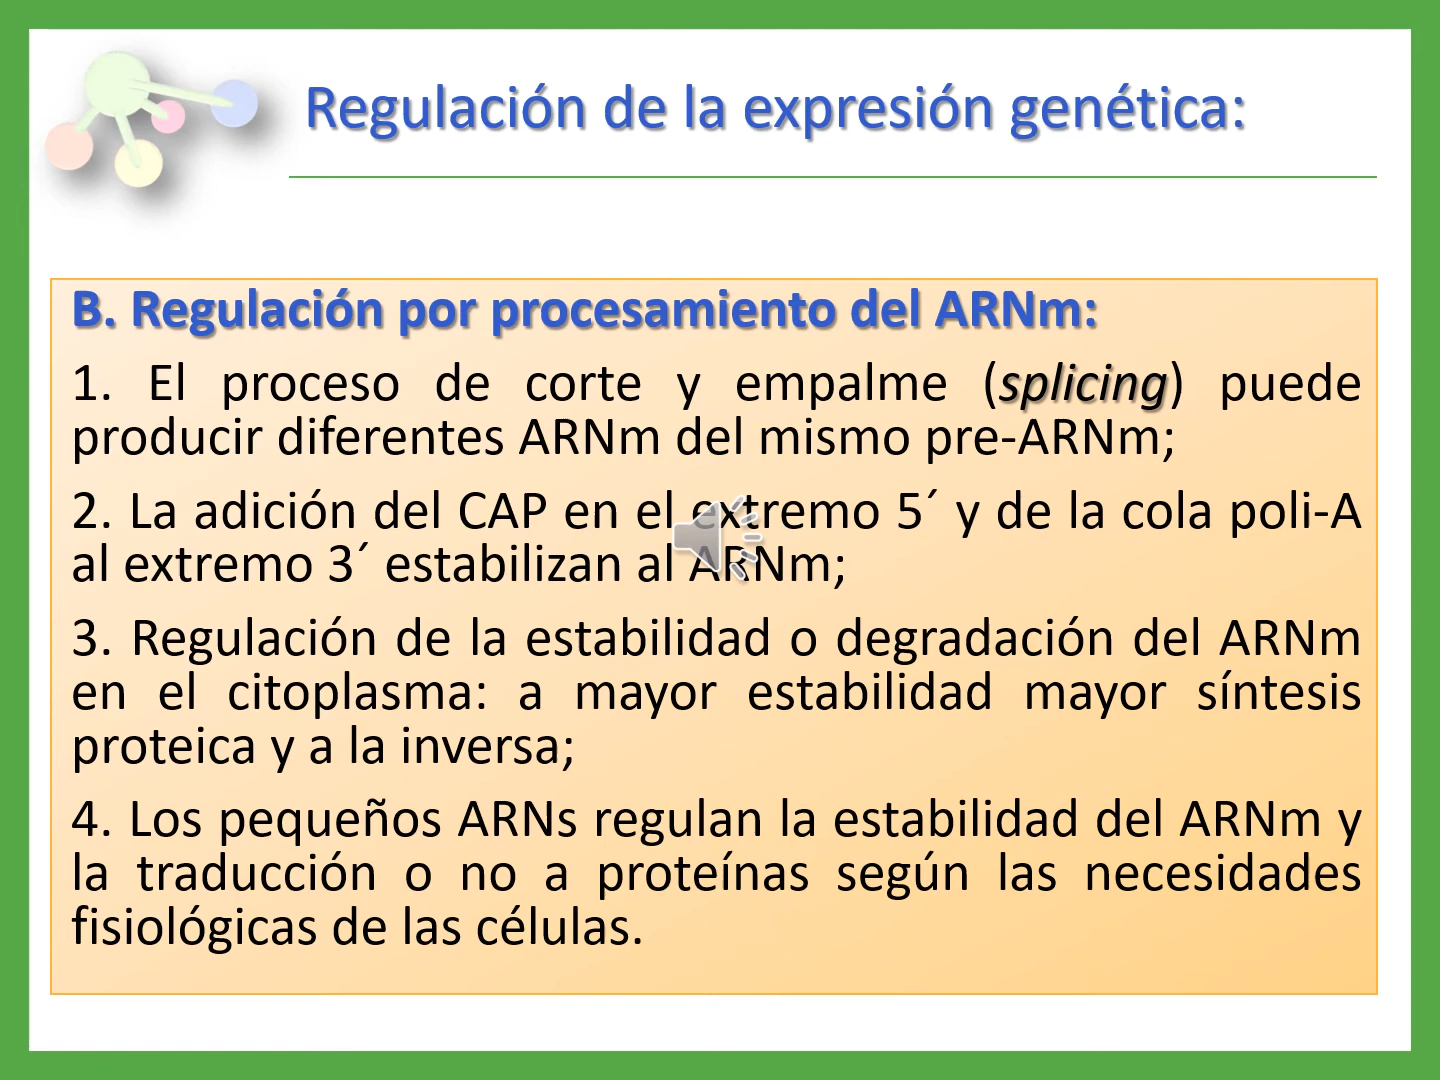 Regulación de la expresión genética:
B. Regulación por procesamiento del ARNm:
1. El proceso de corte y empalme (splicing) puede
producir diferentes ARNm del mismo pre-ARNm;
2. La adición del CAP en el extremo 5´ y de la cola poli-A
al extremo 3´ estabilizan al ARNm;
3. Regulación de la estabilidad o degradación del ARNm
en el citoplasma: a mayor estabilidad mayor síntesis
proteica y a la inversa;
4. Los pequeños ARNs regulan la estabilidad del ARNm y
la traducción o no a proteínas según las necesidades
fisiológicas de las células.